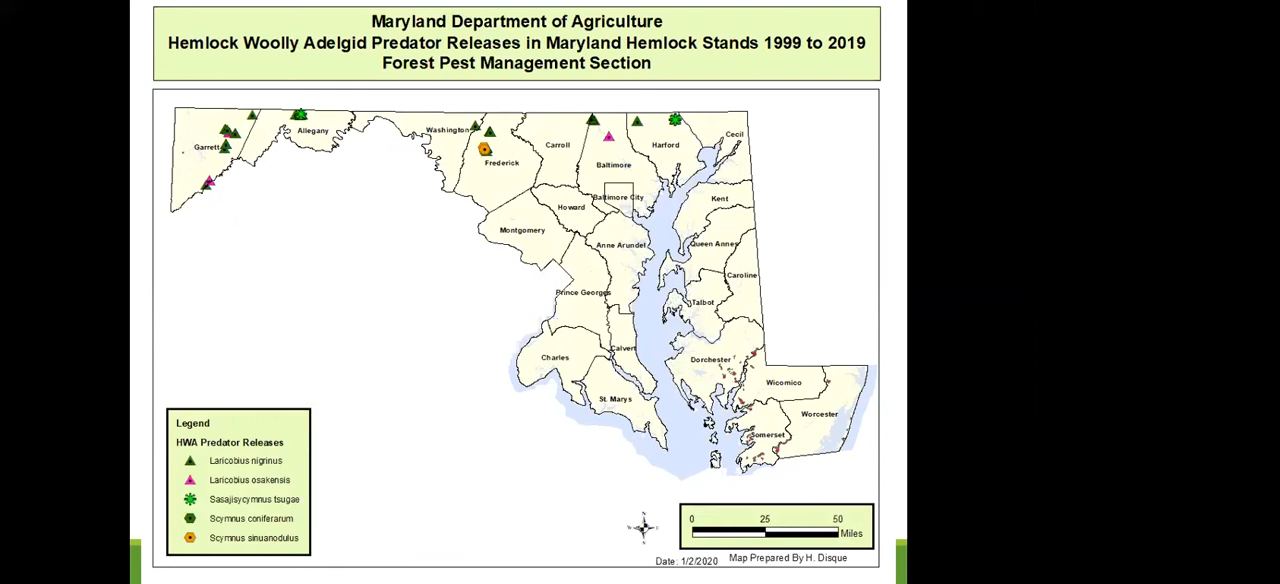 Maryland Department of Agriculture
Hemlock Woolly Adelgid Predator Releases in Maryland Hemlock Stands 1999 to 2019
Forest Pest Management Section
Garrett
Allegany
Washington
Frederick
Carroll
Baltimore
Harford
Cecil
Baltimore City
Howard
Kent
Montgomery
Anne Arundel
Queen Annes
Caroline
Prince Georges
Talbot
Charles
Calvert
Dorchester
Wicomico
St. Marys
Worcester
Somerset
Legend
HWA Predator Releases
Laricobius nigrinus
Laricobius osakensis
Sasajisycmnus tsugae
Scymnus coniferarum
Scymnus sinuanodulus
N
0 25 50
Miles
Date: 1/2/2020
Map Prepared By H. Disque